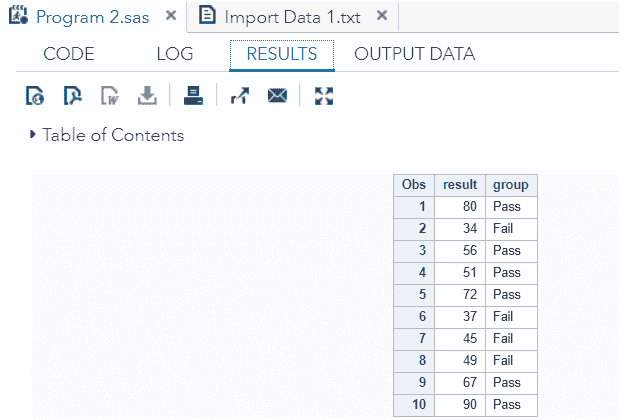 Program 2.sas × Import Data 1.txt ×
CODE LOG RESULTS OUTPUT DATA
Table of Contents
Obs result group
1 80 Pass
2 34 Fail
3 56 Pass
4 51 Pass
5 72 Pass
6 37 Fail
7 45 Fail
8 49 Fail
9 67 Pass
10 90 Pass